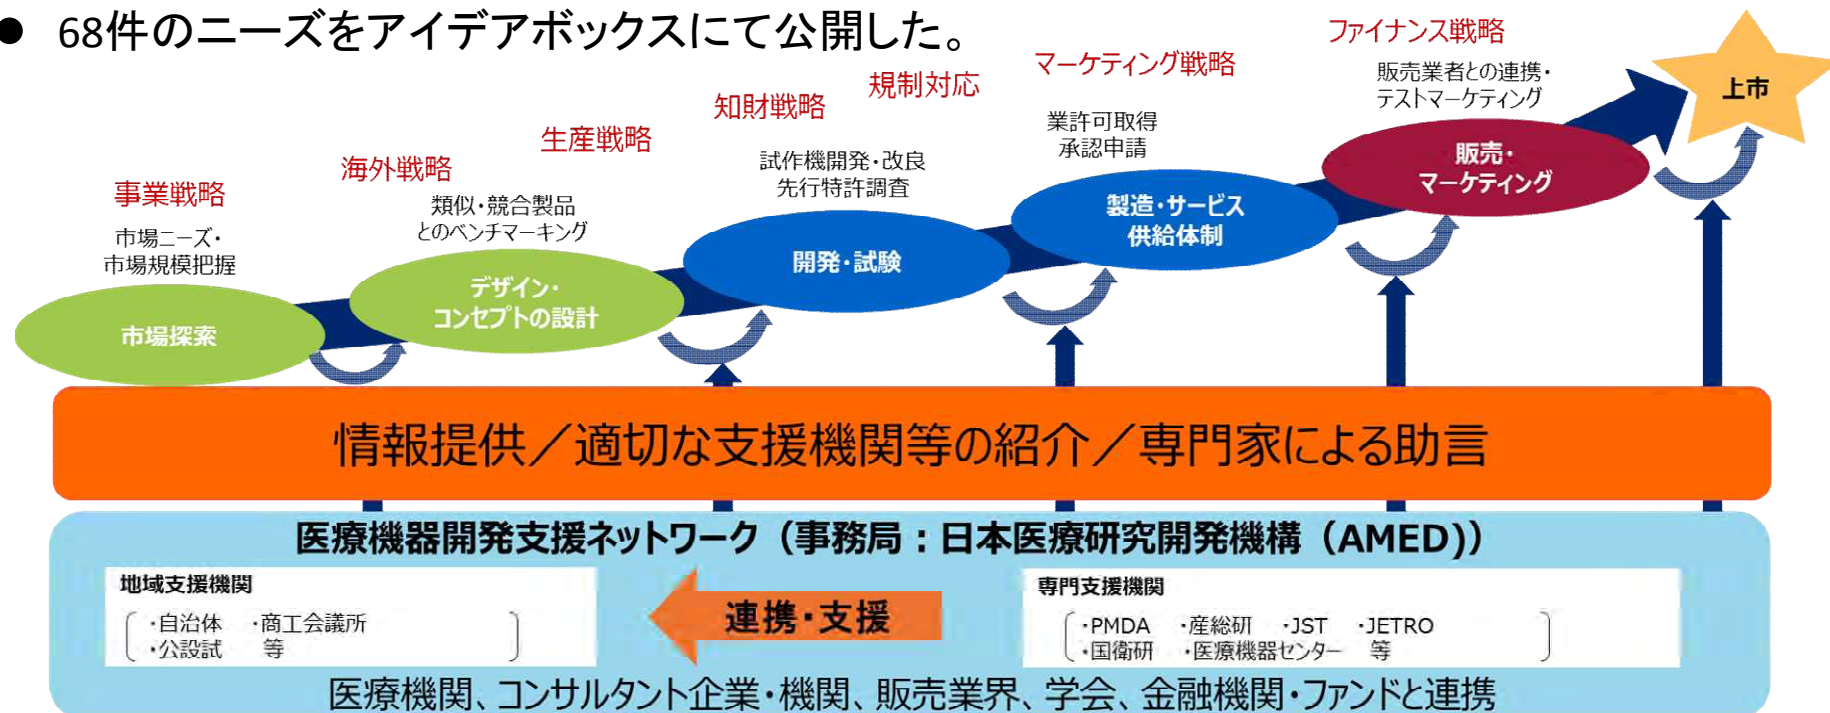 ● 68件のニーズをアイデアボックスにて公開した。
ファイナンス戦略
販売業者との連携・
テストマーケティング
上市
マーケティング戦略
業許可取得
承認申請
規制対応
知財戦略
試作機開発・改良
先行特許調査
生産戦略
海外戦略
類似・競合製品
とのベンチマーキング
事業戦略
市場ニーズ・
市場規模把握
市場探索
デザイン・
コンセプトの設計
開発・試験
製造・サービス
供給体制
販売・
マーケティング
情報提供／適切な支援機関等の紹介／専門家による助言
医療機器開発支援ネットワーク（事務局：日本医療研究開発機構（AMED)）
地域支援機関
・自治体 ・商工会議所
・公設試 等
連携・支援
専門支援機関
・PMDA ・産総研 ・JST ・JETRO
・国衛研 ・医療機器センター 等
医療機関、コンサルタント企業・機関、販売業界、学会、金融機関・ファンドと連携